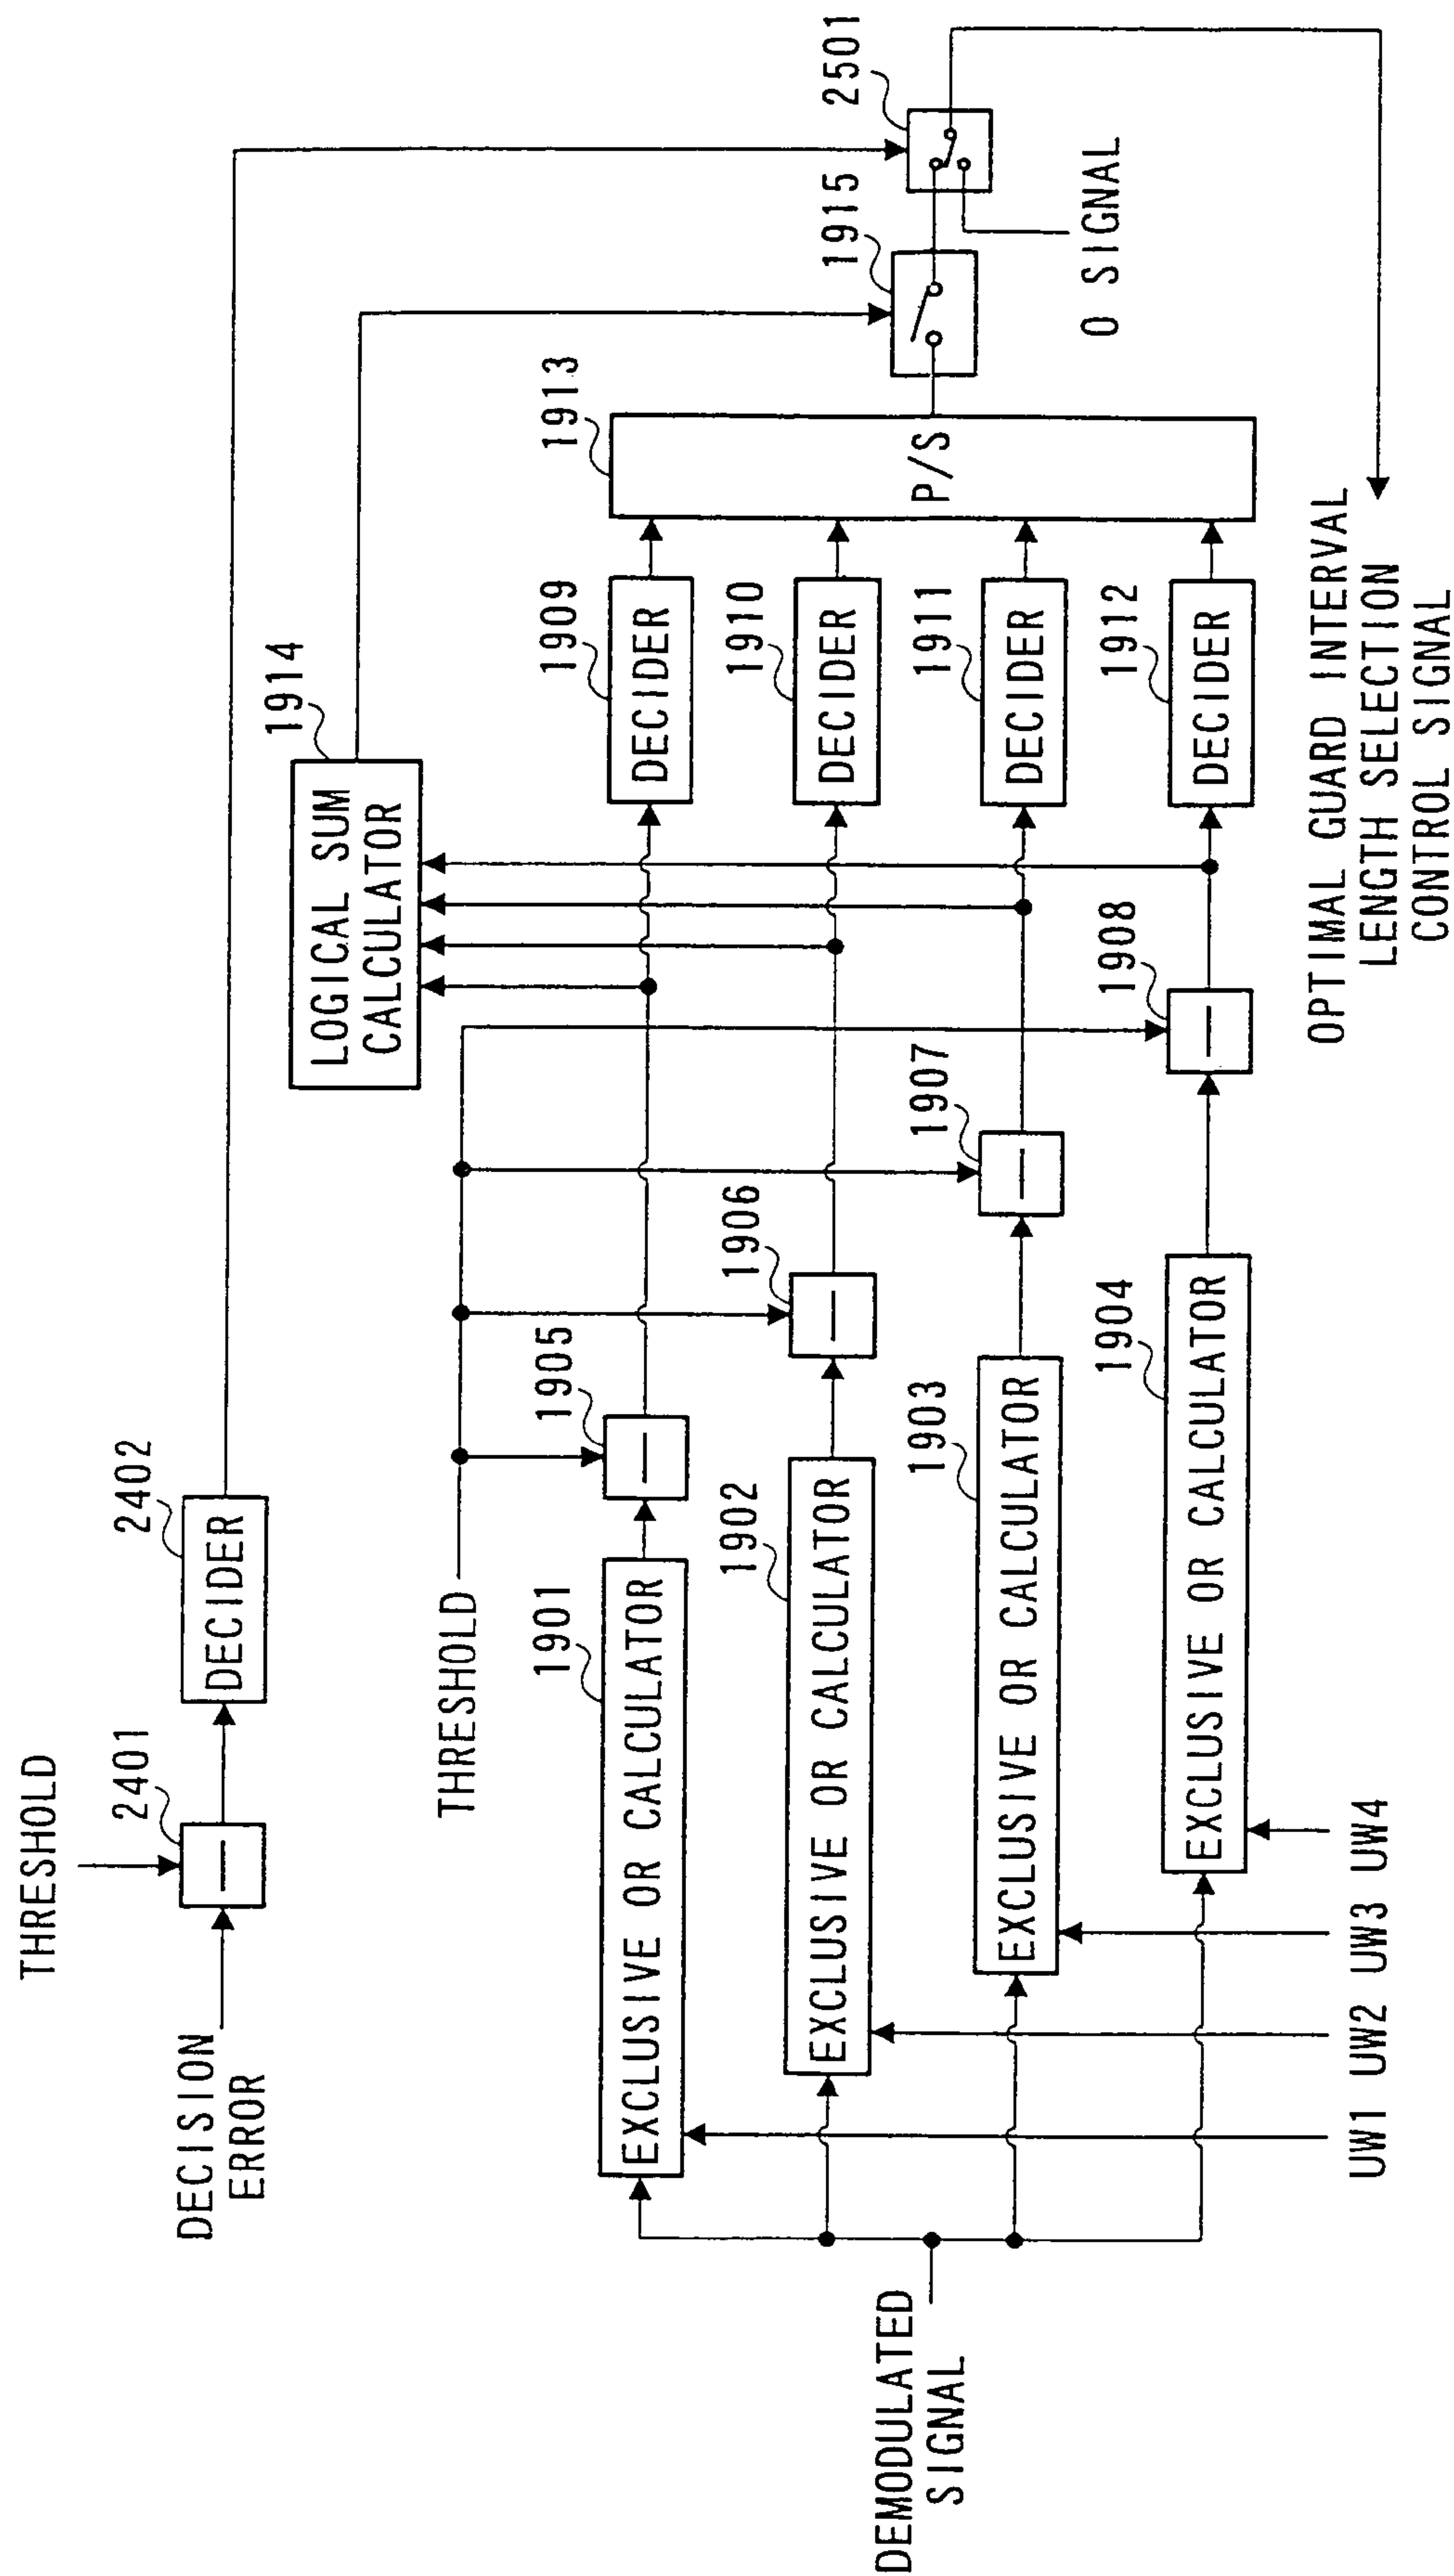 THRESHOLD
2401
2402
DECISION
ERROR
DECIDER
1914
LOGICAL SUM
CALCULATOR
THRESHOLD
1901
1905
1909
1913
1915
2501
EXCLUSIVE OR CALCULATOR
DECIDER
1902
1906
1910
EXCLUSIVE OR CALCULATOR
DECIDER
P/S
DEMODULATED
SIGNAL
1903
1907
1911
EXCLUSIVE OR CALCULATOR
DECIDER
0 SIGNAL
1904
1908
1912
EXCLUSIVE OR CALCULATOR
DECIDER
UW1 UW2 UW3 UW4
OPTIMAL GUARD INTERVAL
LENGTH SELECTION
CONTROL SIGNAL